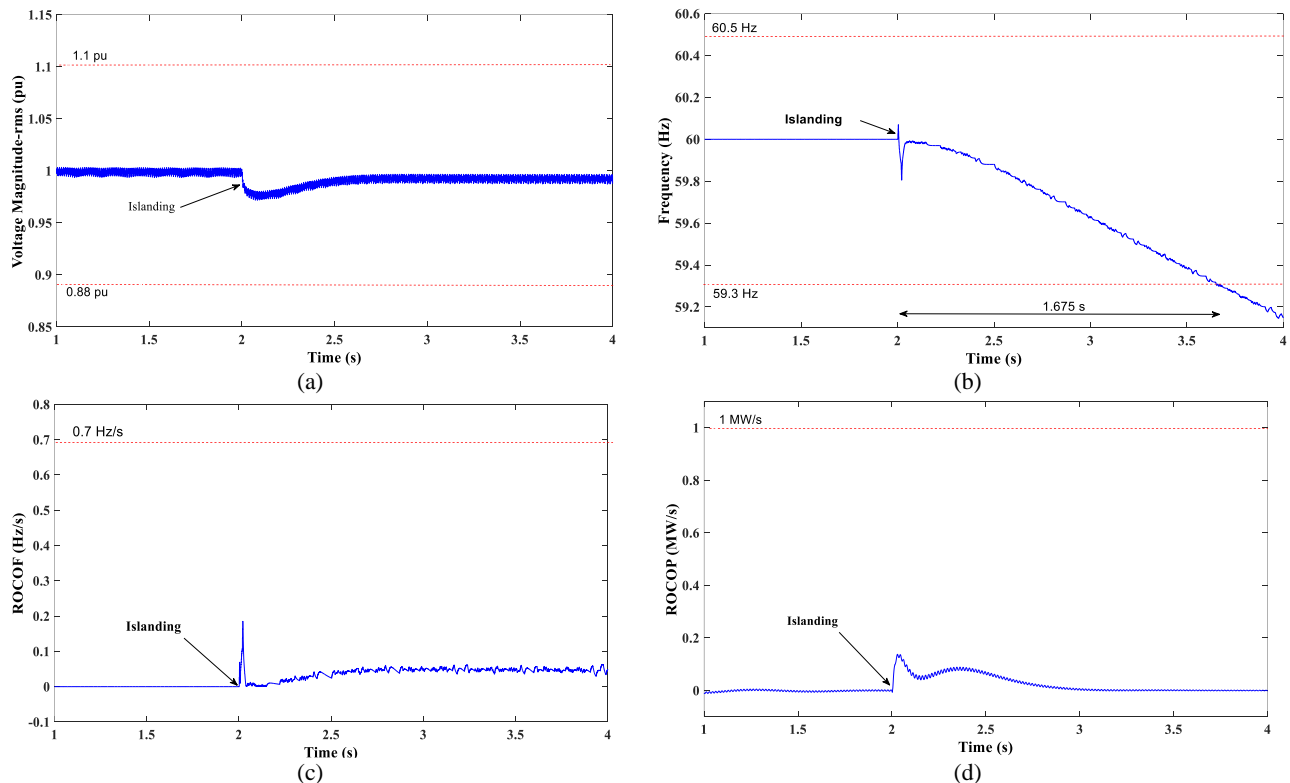 1.15
1.1
1.05
1
0.95
0.9
0.85
Voltage Magnitude-rms (pu)
1.1 pu
Islanding
0.88 pu
1
1.5
2
2.5
3
3.5
4
Time (s)
(a)
60.6
60.4
60.2
60
59.8
59.6
59.4
59.2
Frequency (Hz)
60.5 Hz
Islanding
59.3 Hz
1.675 s
1
1.5
2
2.5
3
3.5
4
Time (s)
(b)
0.8
0.7
0.6
0.5
0.4
0.3
0.2
0.1
0
-0.1
ROCOF (Hz/s)
0.7 Hz/s
Islanding
1
1.5
2
2.5
3
3.5
4
Time (s)
(c)
1
0.8
0.6
0.4
0.2
0
ROCOP (MW/s)
1 MW/s
Islanding
1
1.5
2
2.5
3
3.5
4
Time (s)
(d)